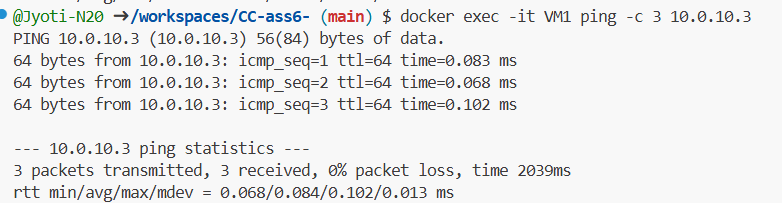 @Jyoti-N20 ➜/workspaces/CC-ass6- (main) $ docker exec -it VM1 ping -c 3 10.0.10.3
PING 10.0.10.3 (10.0.10.3) 56(84) bytes of data.
64 bytes from 10.0.10.3: icmp_seq=1 ttl=64 time=0.083 ms
64 bytes from 10.0.10.3: icmp_seq=2 ttl=64 time=0.068 ms
64 bytes from 10.0.10.3: icmp_seq=3 ttl=64 time=0.102 ms
--- 10.0.10.3 ping statistics ---
3 packets transmitted, 3 received, 0% packet loss, time 2039ms
rtt min/avg/max/mdev = 0.068/0.084/0.102/0.013 ms